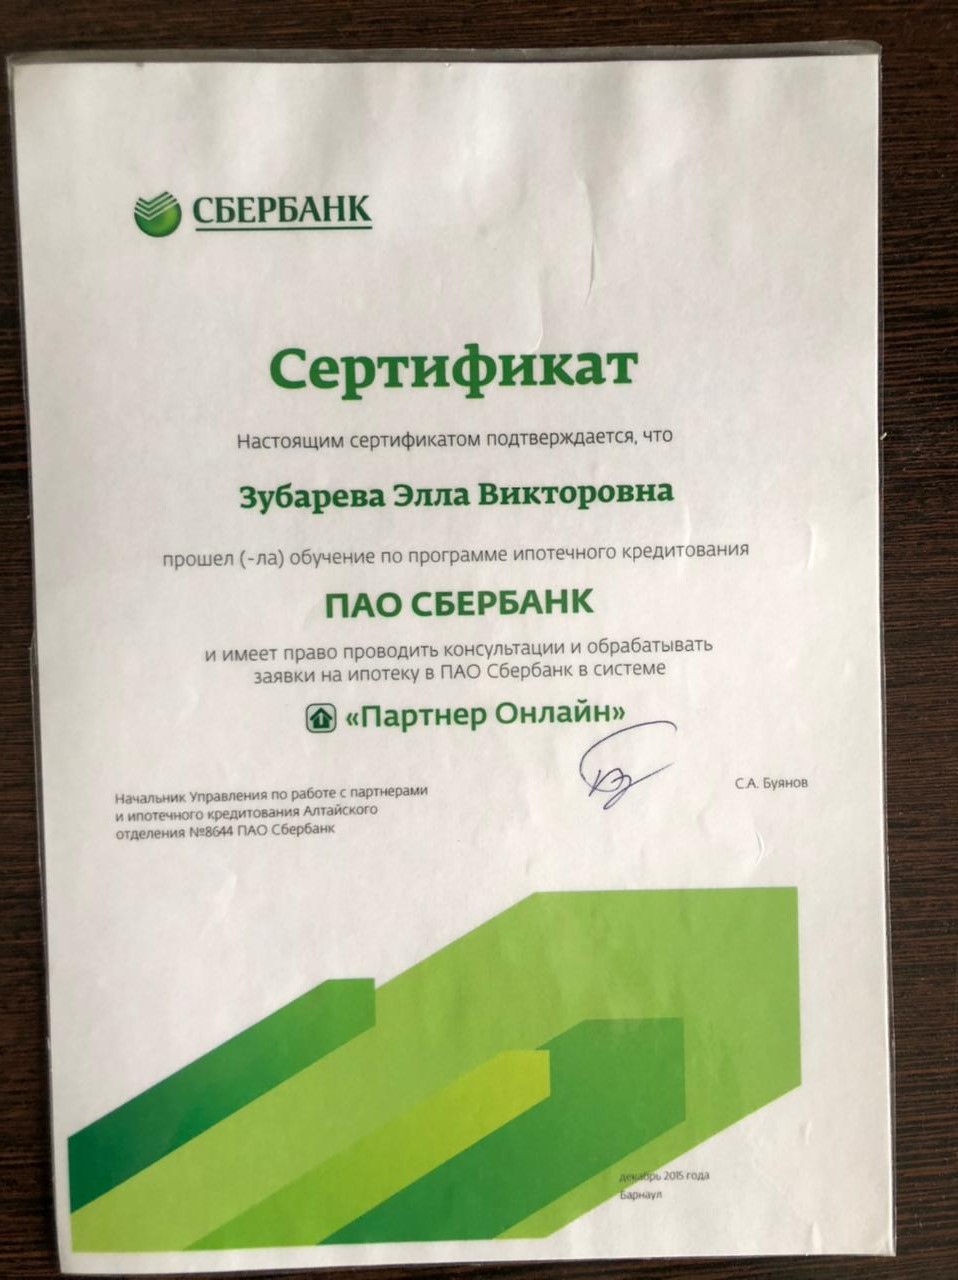 СБЕРБАНК
Сертификат
Настоящим сертификатом подтверждается, что
Зубарева Элла Викторовна
прошел (-ла) обучение по программе ипотечного кредитования
ПАО СБЕРБАНК
и имеет право проводить консультации и обрабатывать
заявки на ипотеку в ПАО Сбербанк в системе
«Партнер Онлайн»
Начальник Управления по работе с партнерами
и ипотечного кредитования Алтайского
отделения №8644 ПАО Сбербанк
С.А. Буянов
декабрь 2015 года
Барнаул